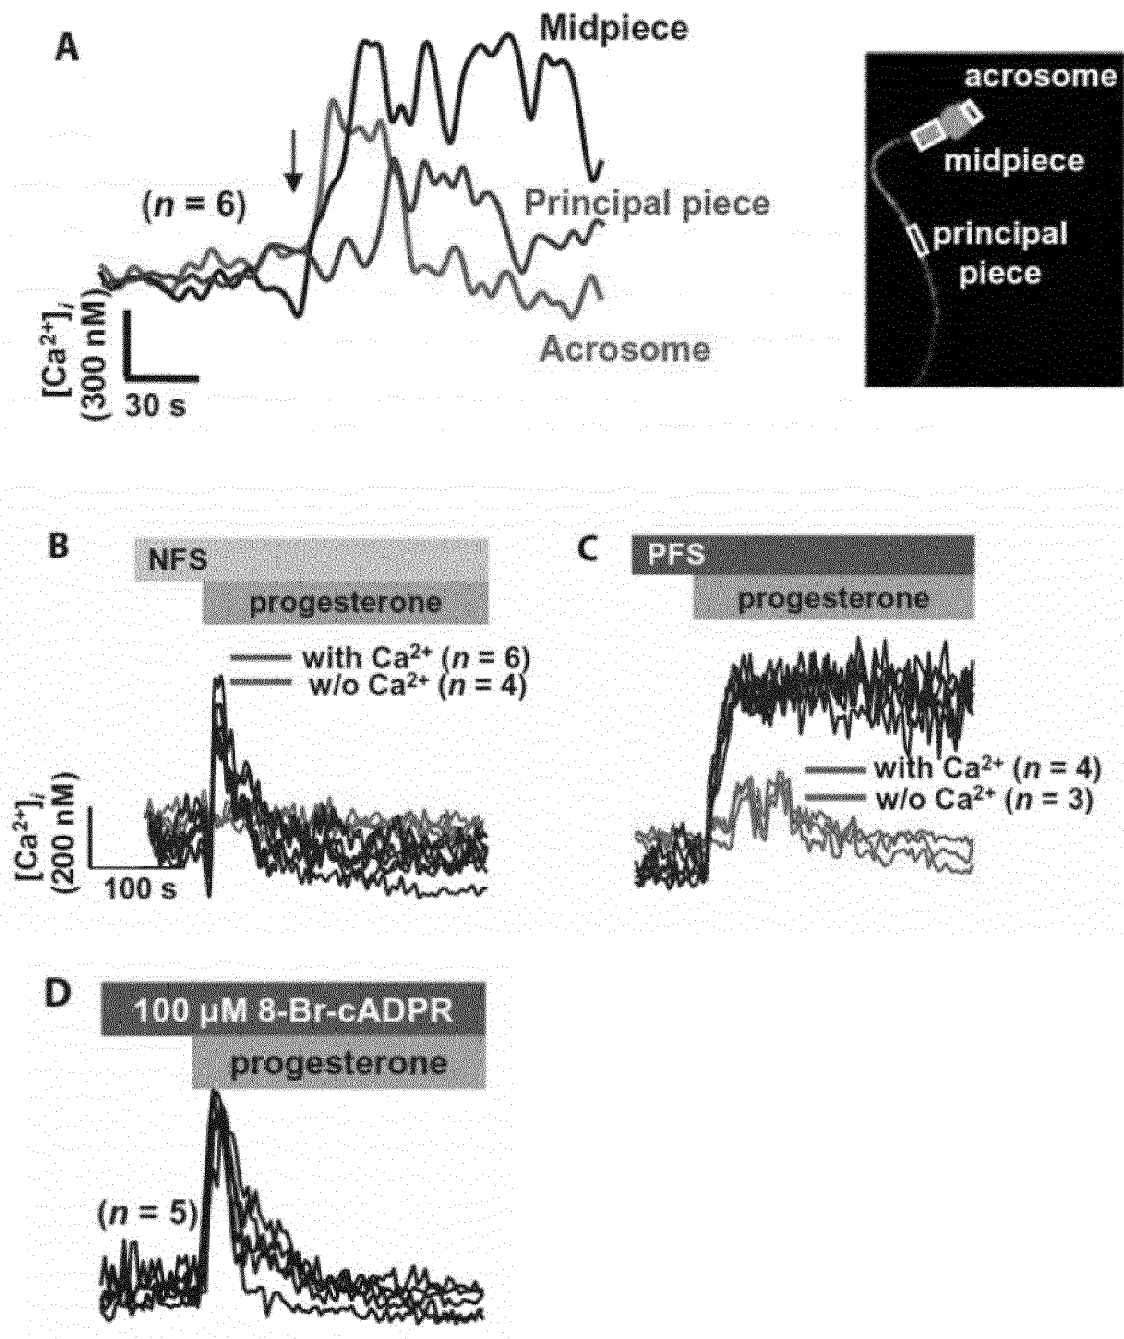 A
Midpiece
(n = 6)
Principal piece
Acrosome
[Ca²⁺]ᵢ
(300 nM)
30 s
acrosome
midpiece
principal
piece
B
NFS
progesterone
with Ca²⁺ (n = 6)
w/o Ca²⁺ (n = 4)
[Ca²⁺]ᵢ
(200 nM)
100 s
C
PFS
progesterone
with Ca²⁺ (n = 4)
w/o Ca²⁺ (n = 3)
D
100 µM 8-Br-cADPR
progesterone
(n = 5)